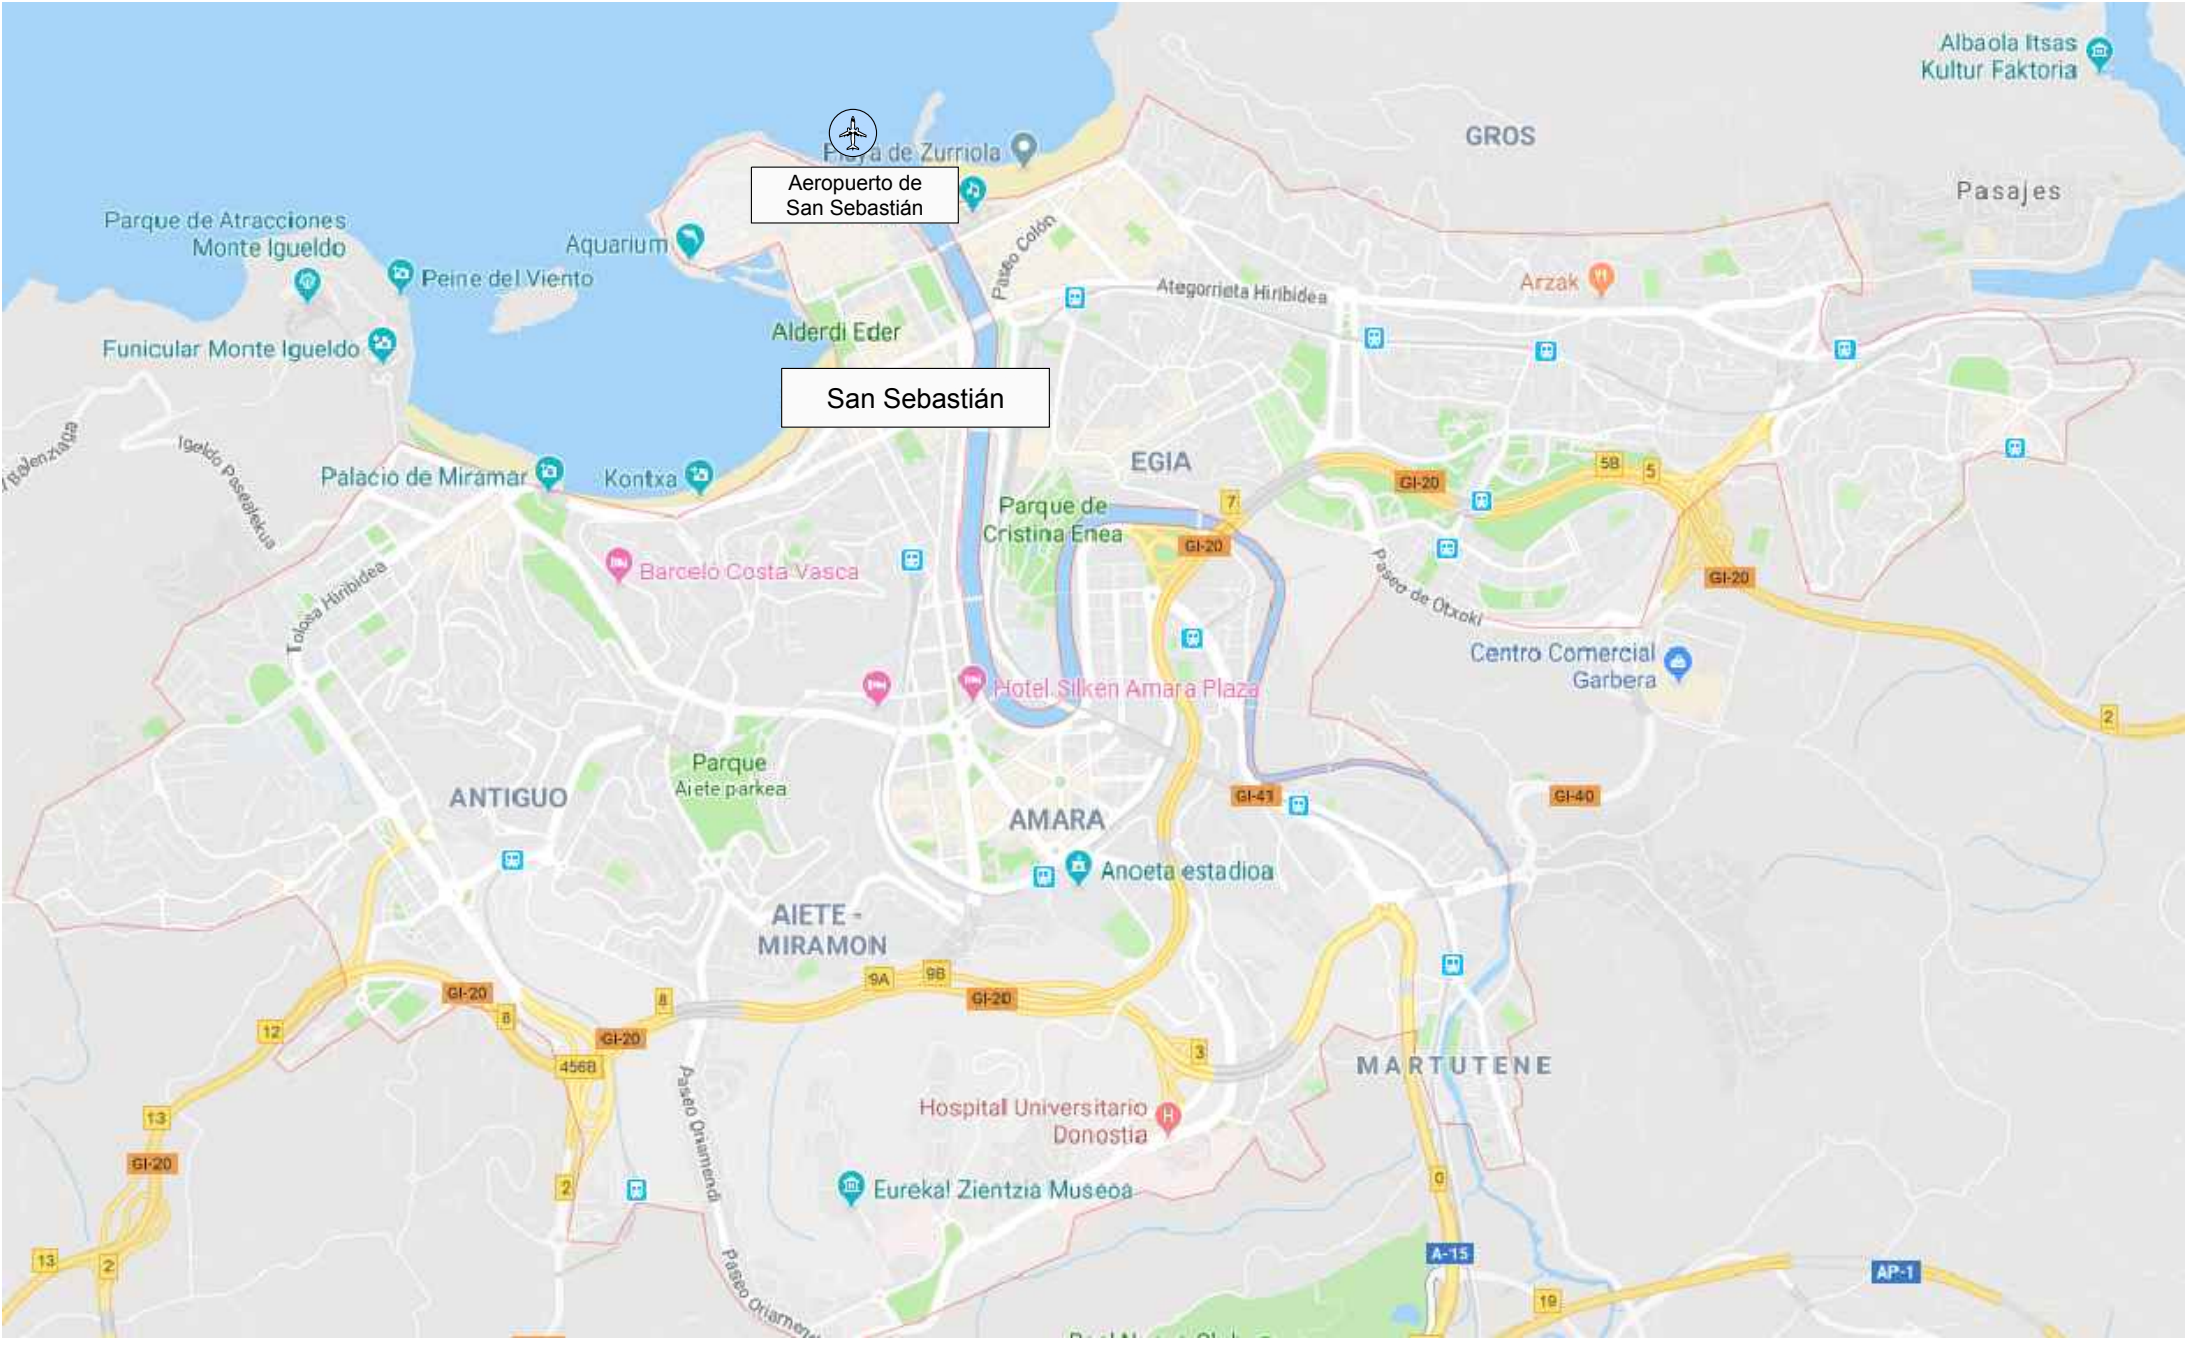 Albaola Itsas
Kultur Faktoria
GROS
Playa de Zurriola
Aeropuerto de
San Sebastián
Pasajes
Parque de Atracciones
Monte Igueldo
Aquarium
Peine del Viento
Paseo Colón
Ategorrieta Hiribidea
Arzak
Alderdi Eder
Funicular Monte Igueldo
San Sebastián
Igeldo Pasealekua
Palacio de Miramar
Kontxa
EGIA
GI-20
5B
5
Parque de
Cristina Enea
7
GI-20
GI-20
Barcelo Costa Vasca
Tolosa Hiribidea
Paseo de Otxoki
Centro Comercial
Garbera
Hotel Silken Amara Plaza
2
Parque
Aiete parkea
ANTIGUO
AMARA
GI-41
GI-40
Anoeta estadioa
AIETE -
MIRAMON
9A
9B
GI-20
GI-20
8
8
GI-20
12
456B
3
MARTUTENE
13
GI-20
Hospital Universitario
Donostia
H
Paseo Oriamendi
2
Eureka! Zientzia Museoa
0
13
2
A-15
AP-1
19
Paseo Oriamendi